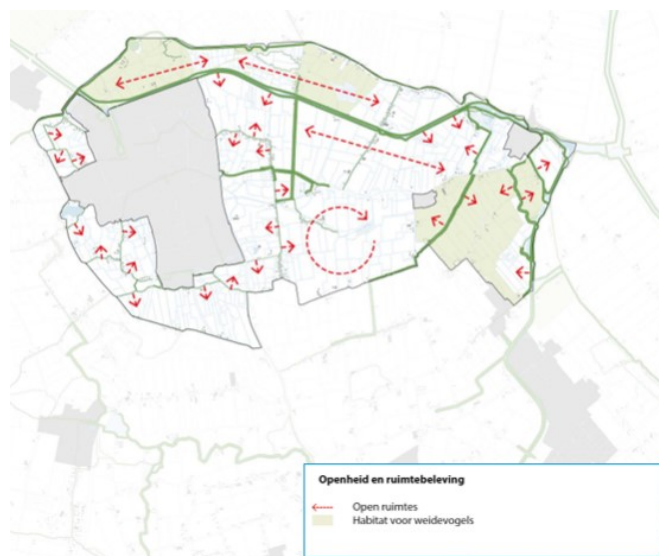 Openheid en ruimtebeleving
Open ruimtes
Habitat voor weidevogels